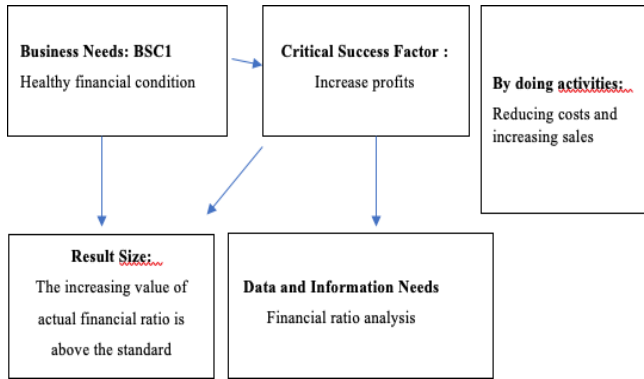 Business Needs: BSC1
Healthy financial condition
Critical Success Factor :
Increase profits
By doing activities:
Reducing costs and
increasing sales
Result Size:
The increasing value of
actual financial ratio is
above the standard
Data and Information Needs
Financial ratio analysis